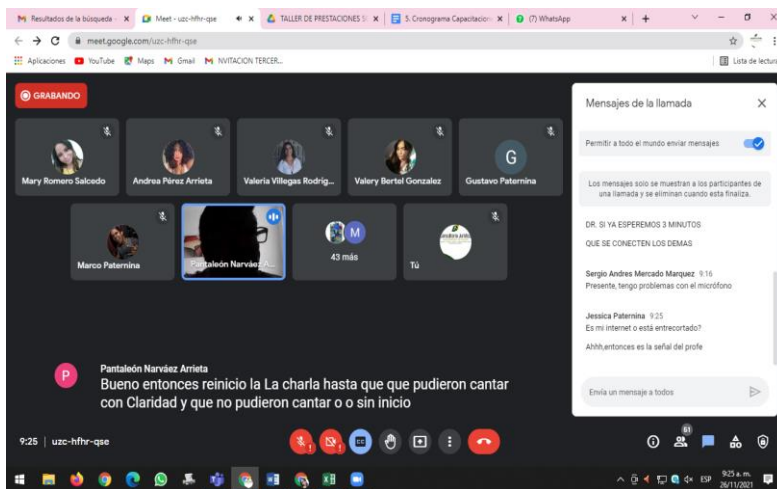 Resultados de la búsqueda -
Meet - uzc-hfhr-qse
TALLER DE PRESTACIONES S
5. Cronograma Capacitacion
(7) WhatsApp
meet.google.com/uzc-hfhr-qse
Aplicaciones
YouTube
Maps
Gmail
NVITACION TERCER...
Lista de lectura
GRABANDO
Mary Romero Salcedo
Andrea Pérez Arrieta
Valeria Villegas Rodrig...
Valery Bertel Gonzalez
G
Gustavo Paternina
Marco Paternina
Pantaleón Narváez A...
M
43 más
Tú
Mensajes de la llamada
Permitir a todo el mundo enviar mensajes
Los mensajes solo se muestran a los participantes de
una llamada y se eliminan cuando esta finaliza.
DR. SI YA ESPEREMOS 3 MINUTOS
QUE SE CONECTEN LOS DEMAS
Sergio Andres Mercado Marquez 9:16
Presente, tengo problemas con el micrófono
Jessica Paternina 9:25
Es mi internet o está entrecortado?
Ahhh,entonces es la señal del profe
Envía un mensaje a todos
P
Pantaleón Narváez Arrieta
Bueno entonces reinicio la La charla hasta que que pudieron cantar
con Claridad y que no pudieron cantar o o sin inicio
9:25 | uzc-hfhr-qse
61
ESP
9:25 a. m.
26/11/2021